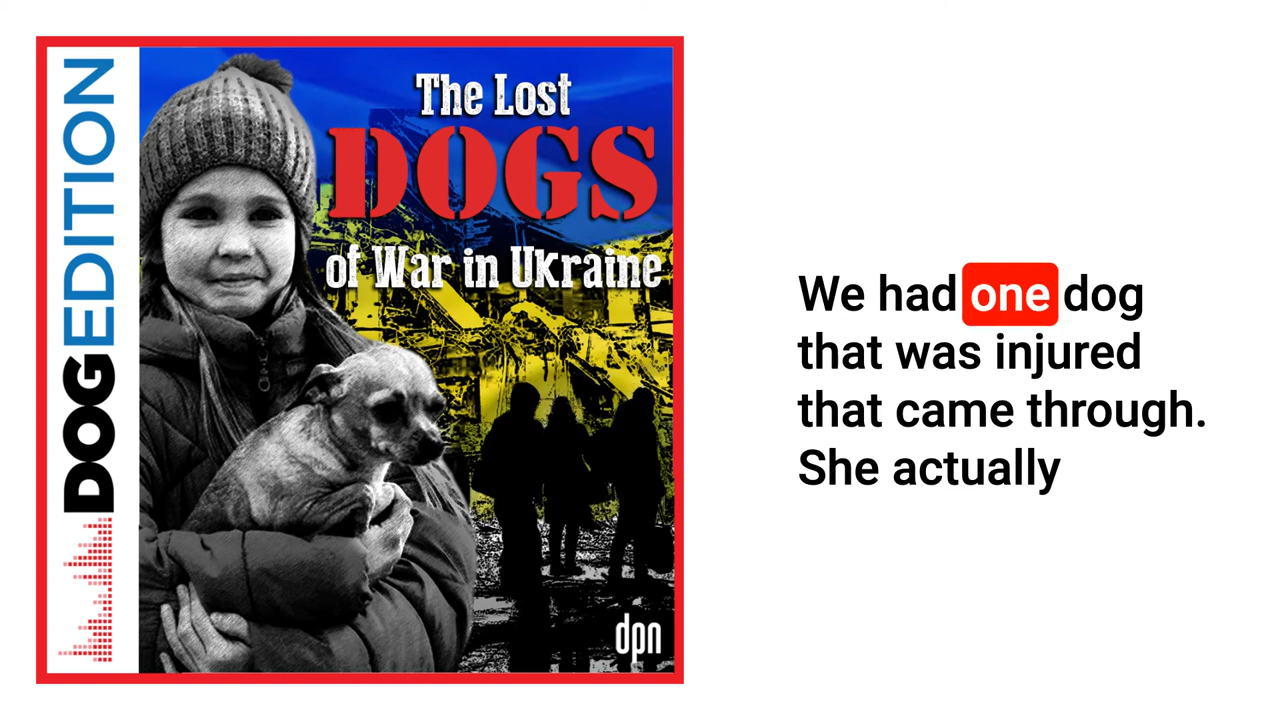 DOGEDITION
The Lost
DOGS
of War in Ukraine
dpn
We had one dog
that was injured
that came through.
She actually